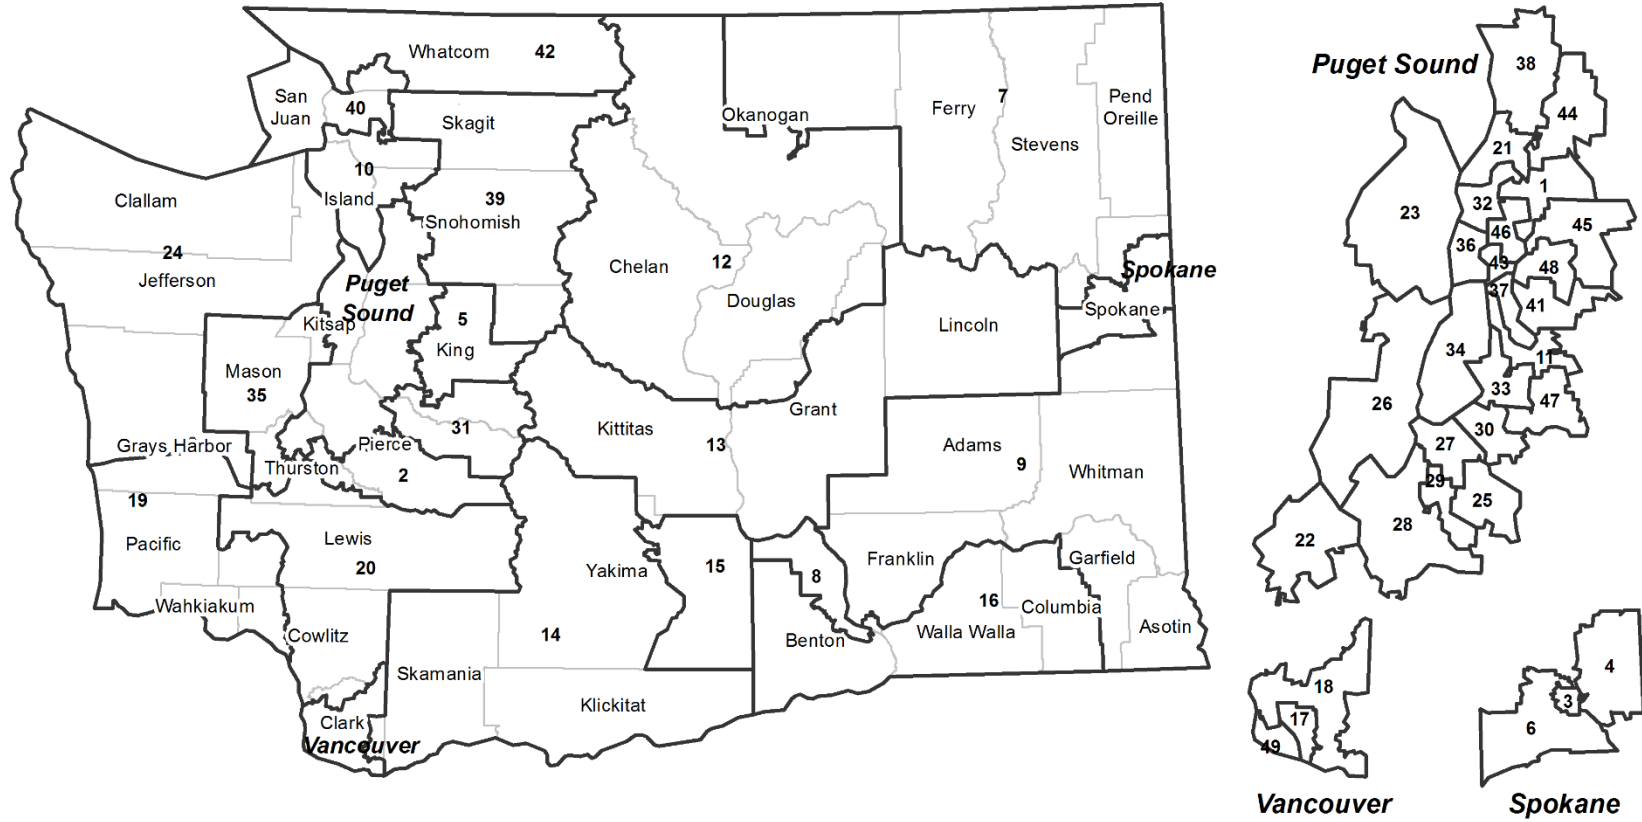 Whatcom 42
San
Juan
40
Skagit
10
Island
39
Snohomish
Clallam
24
Jefferson
Puget
Sound
Kitsap
5
King
Mason
35
Grays Harbor
Thurston
Pierce
31
2
19
Pacific
Lewis
20
Wahkiakum
Cowlitz
Clark
Vancouver
Skamania
Okanogan
Ferry
7
Stevens
Pend
Oreille
Chelan
12
Douglas
Spokane
Spokane
Lincoln
Grant
Kittitas
13
Adams
9
Whitman
Yakima
15
14
Klickitat
8
Benton
Franklin
16
Walla Walla
Columbia
Garfield
Asotin
Puget Sound
38
44
21
1
32
23
46
45
36
43
48
37
41
34
11
33
47
26
30
27
29
25
28
22
18
17
49
Vancouver
4
3
6
Spokane